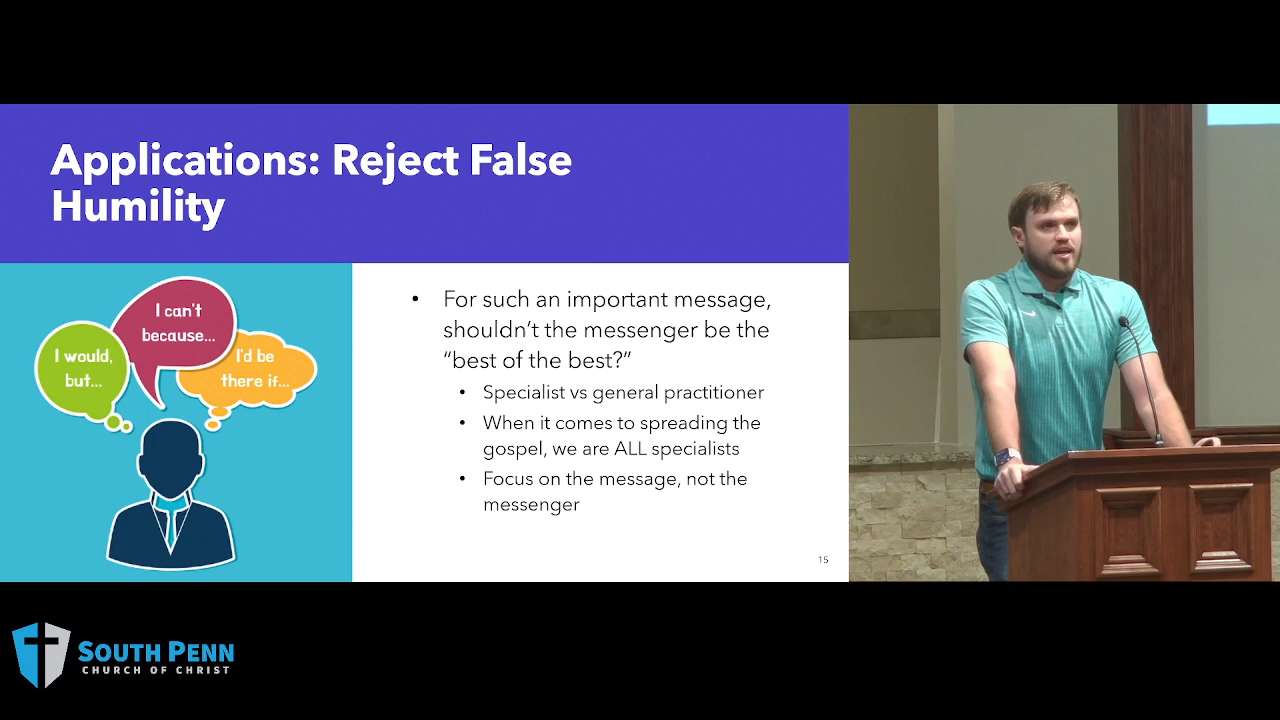 Applications: Reject False
Humility
I can't
because...
I would,
but...
I'd be
there if...
• For such an important message,
shouldn't the messenger be the
“best of the best?”
• Specialist vs general practitioner
• When it comes to spreading the
gospel, we are ALL specialists
• Focus on the message, not the
messenger
15
SOUTH PENN
CHURCH OF CHRIST